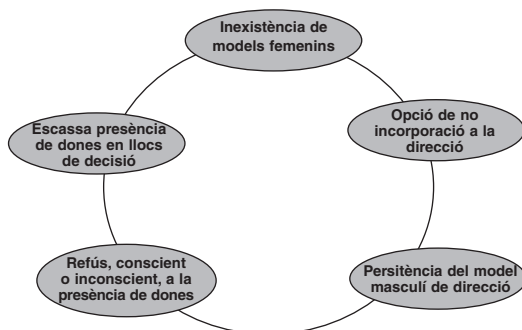 Inexistència de
models femenins
Opció de no
incorporació a la
direcció
Persitència del model
masculí de direcció
Refús, conscient
o inconscient, a la
presència de dones
Escassa presència
de dones en llocs
de decisió